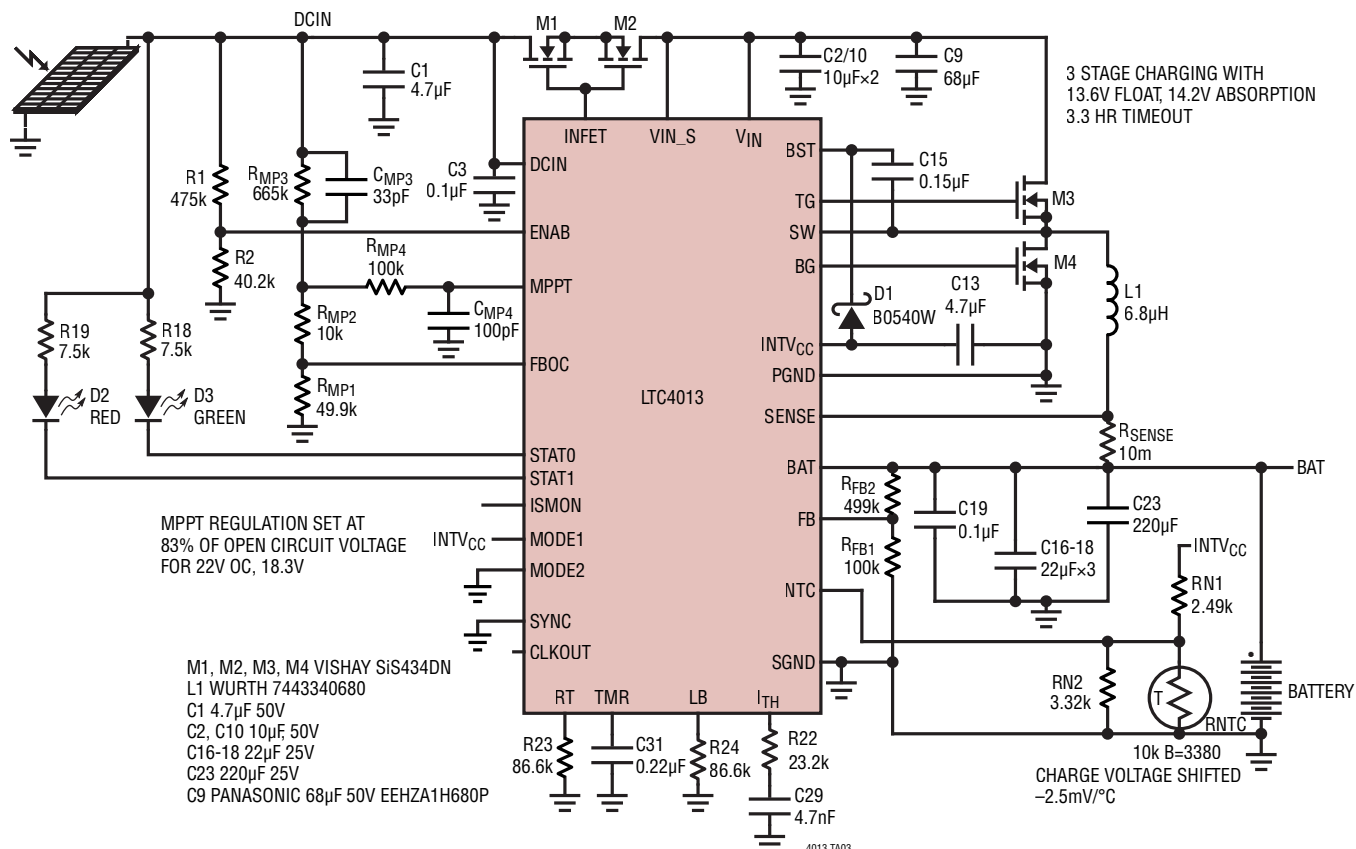 DCIN
M1
M2
C1
4.7µF
C2/10
10µF×2
C9
68µF
3 STAGE CHARGING WITH
13.6V FLOAT, 14.2V ABSORPTION
3.3 HR TIMEOUT
INFET
VIN_S
VIN
DCIN
BST
C15
0.15µF
R1
475k
RMP3
665k
CMP3
33pF
C3
0.1µF
TG
M3
ENAB
SW
R2
40.2k
RMP4
100k
MPPT
BG
M4
CMP4
100pF
D1
B0540W
C13
4.7µF
L1
6.8µH
R19
7.5k
R18
7.5k
RMP2
10k
INTVCC
FBOC
PGND
D2
RED
D3
GREEN
RMP1
49.9k
LTC4013
SENSE
RSENSE
10m
STAT0
STAT1
BAT
BAT
ISMON
RFB2
499k
C19
0.1µF
C23
220µF
MPPT REGULATION SET AT
83% OF OPEN CIRCUIT VOLTAGE
FOR 22V OC, 18.3V
FB
INTVCC
MODE1
RFB1
100k
C16-18
22µF×3
INTVCC
MODE2
NTC
RN1
2.49k
SYNC
CLKOUT
SGND
M1, M2, M3, M4 VISHAY SiS434DN
L1 WURTH 7443340680
C1 4.7µF 50V
C2, C10 10µF, 50V
C16-18 22µF 25V
C23 220µF 25V
C9 PANASONIC 68µF 50V EEHZA1H680P
RT
TMR
LB
ITH
RN2
3.32k
T
RNTC
BATTERY
R23
86.6k
C31
0.22µF
R24
86.6k
R22
23.2k
10k B=3380
CHARGE VOLTAGE SHIFTED
–2.5mV/°C
C29
4.7nF
4013 TA03